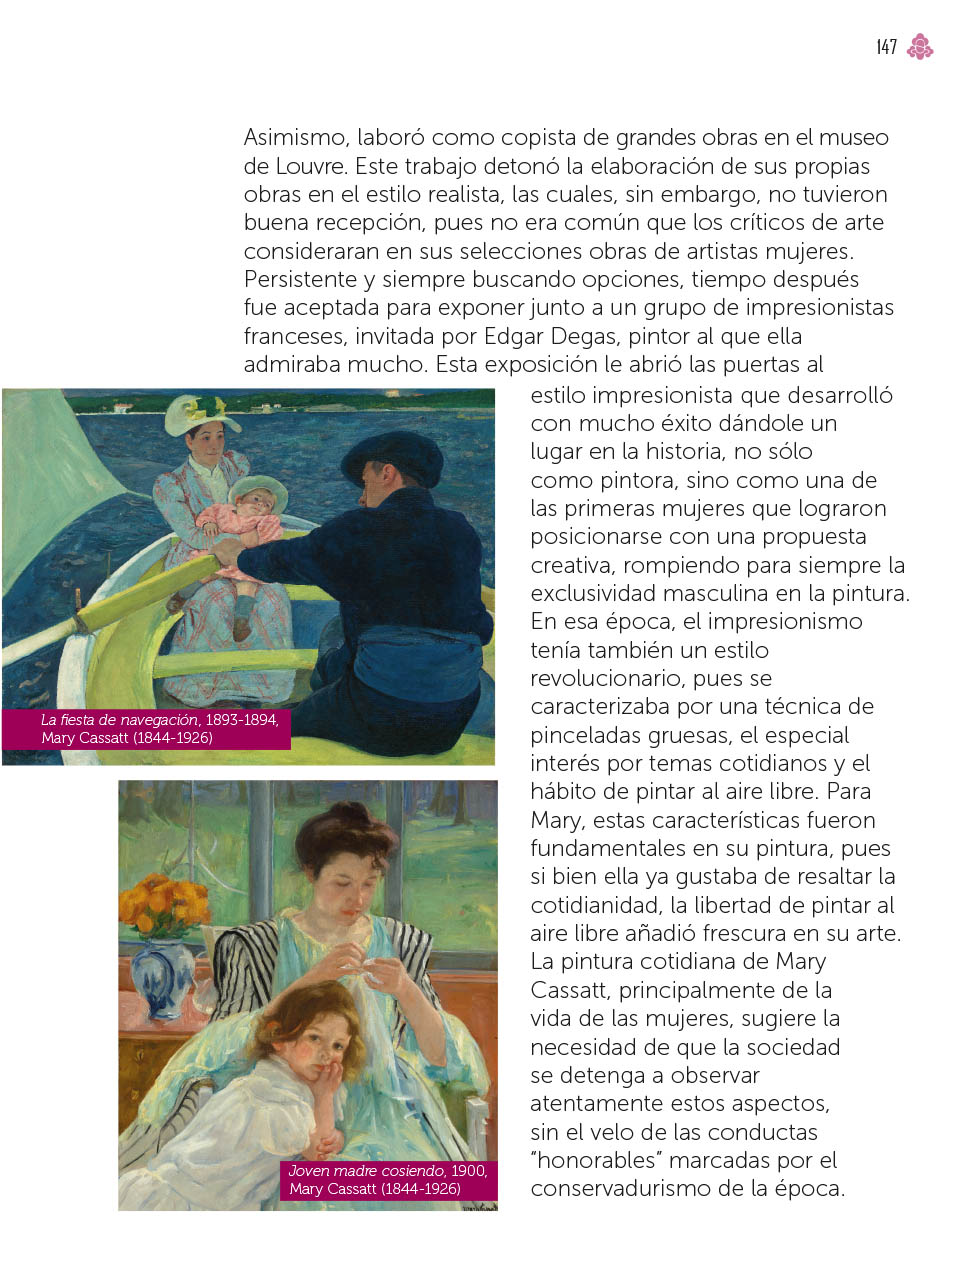 147
Asimismo, laboró como copista de grandes obras en el museo
de Louvre. Este trabajo detonó la elaboración de sus propias
obras en el estilo realista, las cuales, sin embargo, no tuvieron
buena recepción, pues no era común que los críticos de arte
consideraran en sus selecciones obras de artistas mujeres.
Persistente y siempre buscando opciones, tiempo después
fue aceptada para exponer junto a un grupo de impresionistas
franceses, invitada por Edgar Degas, pintor al que ella
admiraba mucho. Esta exposición le abrió las puertas al
estilo impresionista que desarrolló
con mucho éxito dándole un
lugar en la historia, no sólo
como pintora, sino como una de
las primeras mujeres que lograron
posicionarse con una propuesta
creativa, rompiendo para siempre la
exclusividad masculina en la pintura.
En esa época, el impresionismo
tenía también un estilo
revolucionario, pues se
caracterizaba por una técnica de
pinceladas gruesas, el especial
interés por temas cotidianos y el
hábito de pintar al aire libre. Para
Mary, estas características fueron
fundamentales en su pintura, pues
si bien ella ya gustaba de resaltar la
cotidianidad, la libertad de pintar al
aire libre añadió frescura en su arte.
La pintura cotidiana de Mary
Cassatt, principalmente de la
vida de las mujeres, sugiere la
necesidad de que la sociedad
se detenga a observar
atentamente estos aspectos,
sin el velo de las conductas
“honorables” marcadas por el
conservadurismo de la época.
La fiesta de navegación, 1893-1894,
Mary Cassatt (1844-1926)
Joven madre cosiendo, 1900,
Mary Cassatt (1844-1926)